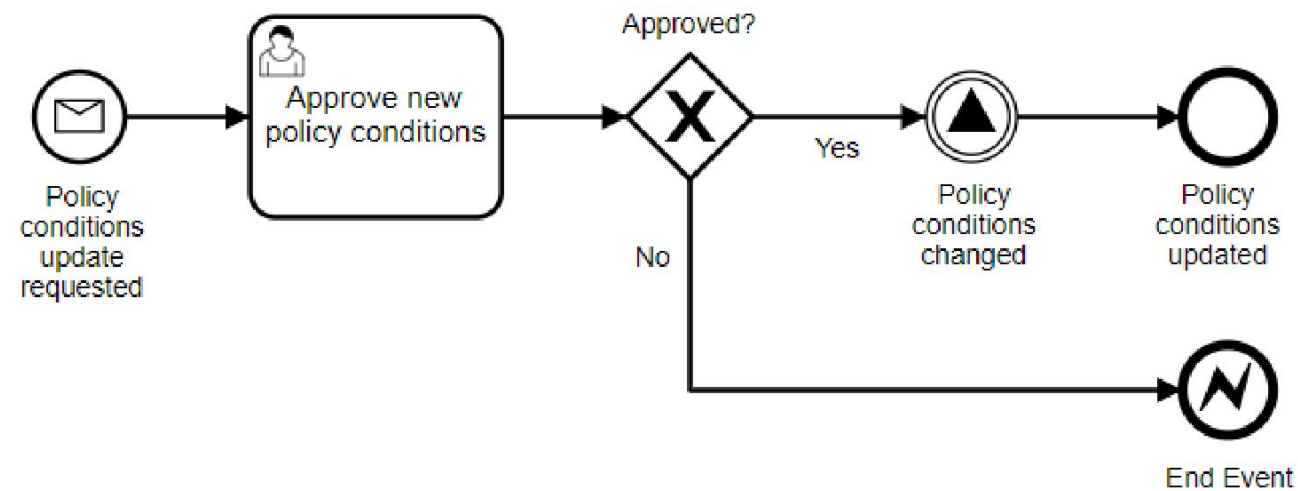 Approved?
Approve new
policy conditions
Yes
Policy
conditions
update
requested
Policy
conditions
changed
Policy
conditions
updated
No
End Event